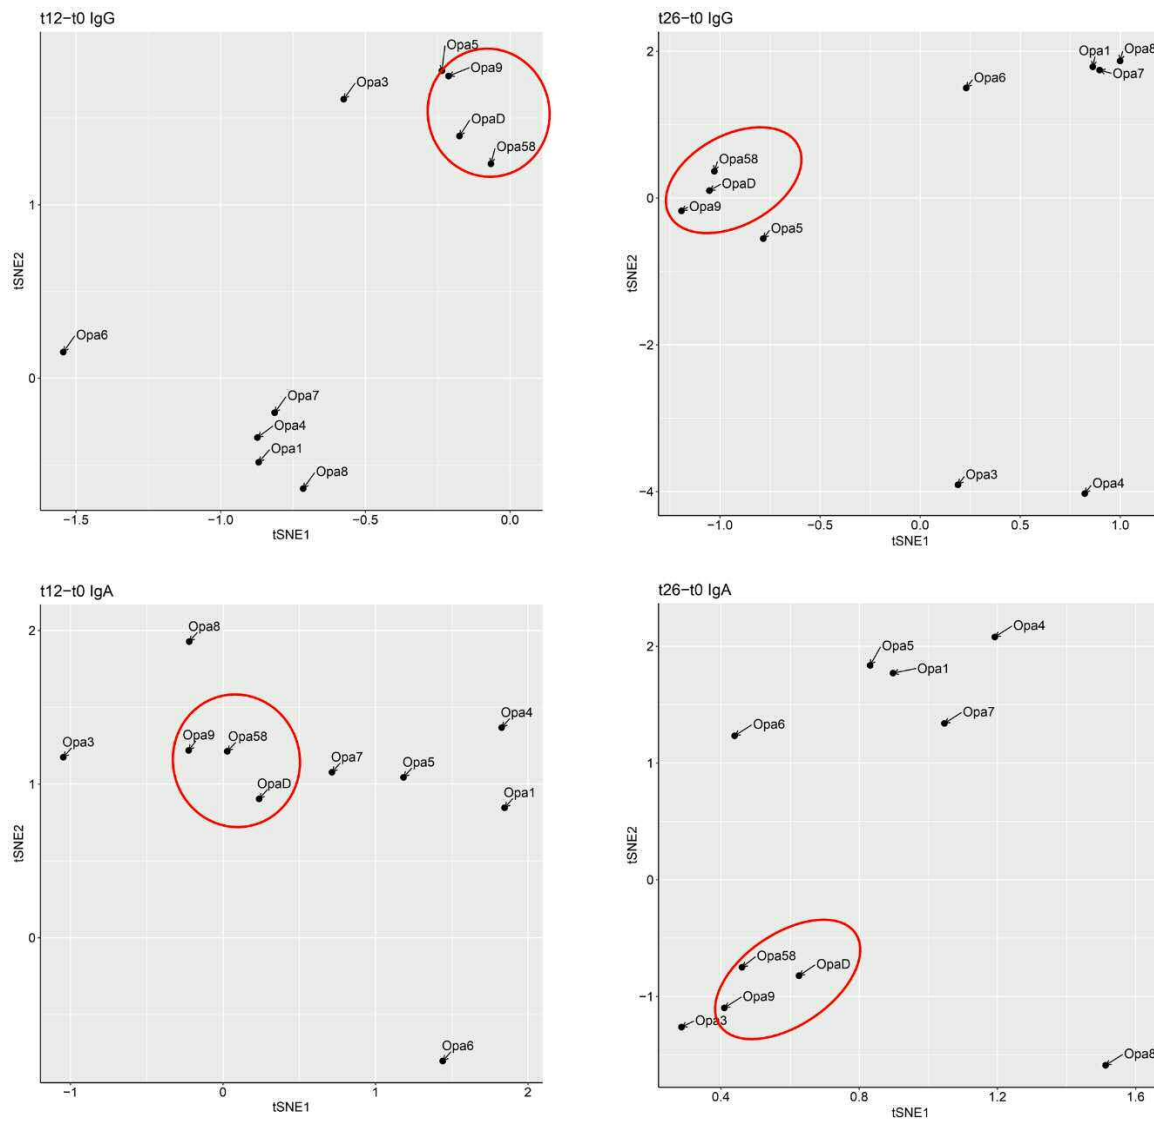 t12−t0 IgG
Opa5
Opa9
Opa3
OpaD
Opa58
1
tSNE2
Opa6
0
Opa7
Opa4
Opa1
Opa8
−1.5 −1.0 −0.5 0.0
tSNE1
t26−t0 IgG
2
Opa1 Opa8
Opa7
Opa6
Opa58
OpaD
0
Opa9
Opa5
tSNE2
−2
−4
Opa3
Opa4
−1.0 −0.5 0.0 0.5 1.0
tSNE1
t12−t0 IgA
2
Opa8
Opa4
Opa9 Opa58
Opa3
Opa7
Opa5
1
OpaD
Opa1
tSNE2
0
Opa6
−1 0 1 2
tSNE1
t26−t0 IgA
Opa4
2
Opa5
Opa1
Opa7
Opa6
1
tSNE2
0
Opa58
OpaD
−1
Opa9
Opa3
Opa8
0.4 0.8 1.2 1.6
tSNE1